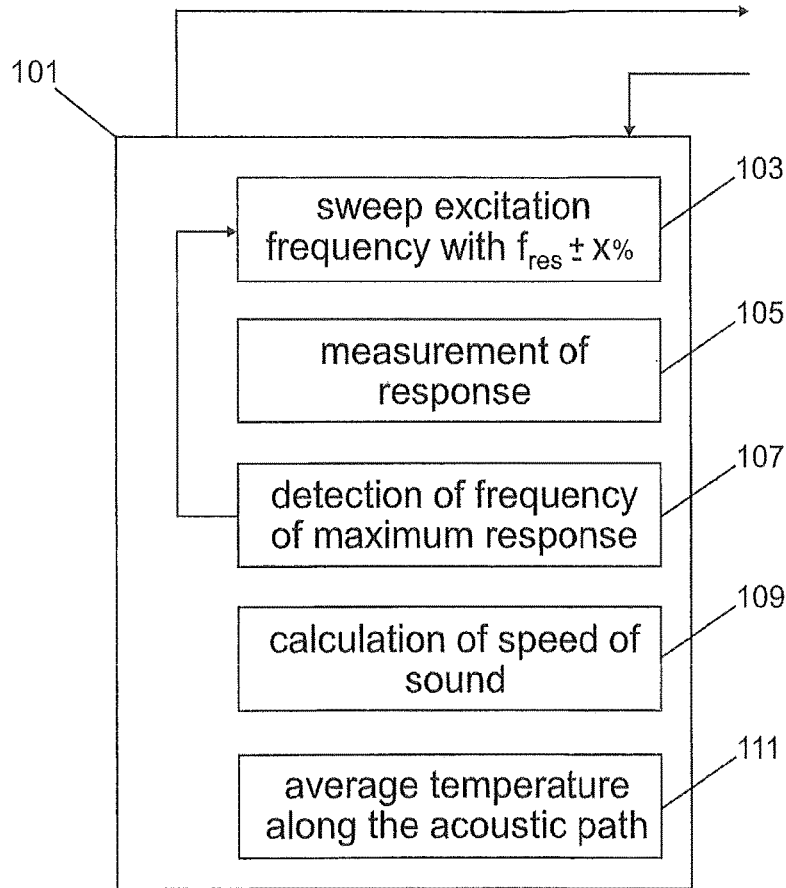 101
103
sweep excitation
frequency with f_res ± X%
105
measurement of
response
107
detection of frequency
of maximum response
109
calculation of speed of
sound
111
average temperature
along the acoustic path